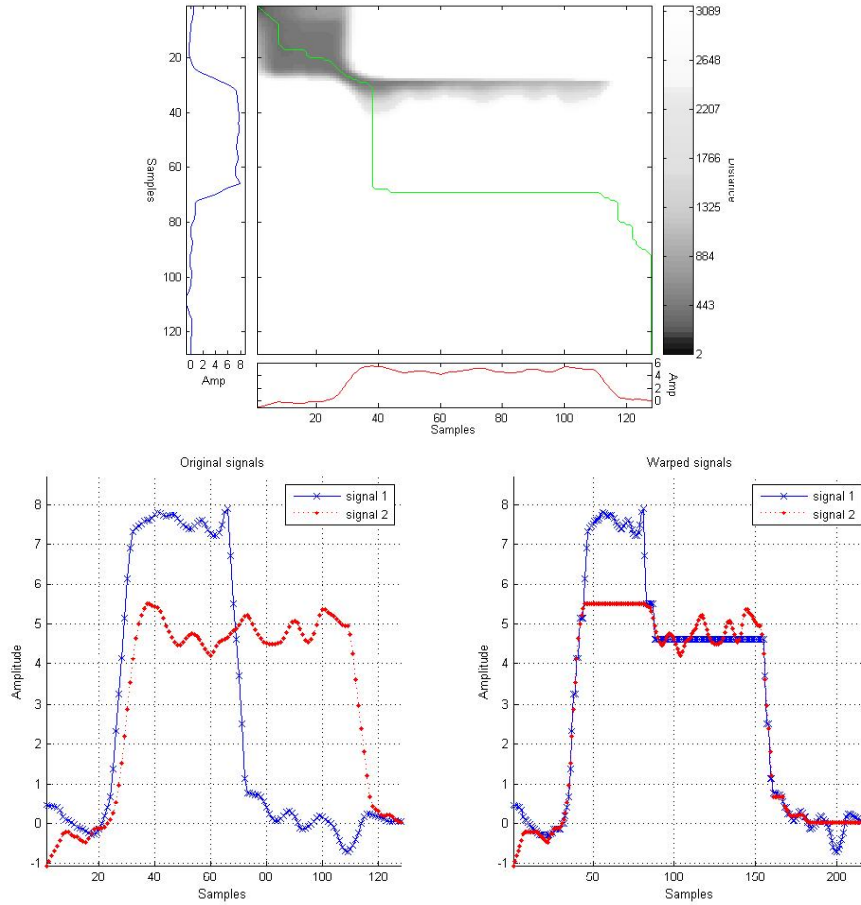 20
40
60
80
100
120
Samples
0 2 4 6 8
Amp
3089
2648
2207
1766
1325
884
443
2
Distance
6
4
2
0
Amp
20 40 60 80 100 120
Samples
Original signals
signal 1
signal 2
8
7
6
5
4
3
2
1
0
-1
Amplitude
20 40 60 80 00 120
Samples
Warped signals
signal 1
signal 2
8
7
6
5
4
3
2
1
0
-1
Amplitude
50 100 150 200
Samples